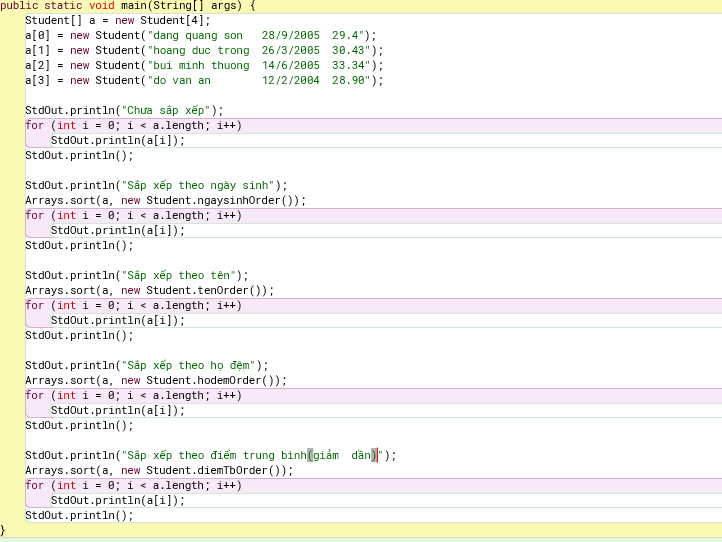 public static void main(String[] args) {
    Student[] a = new Student[4];
    a[0] = new Student("dang quang son   28/9/2005  29.4");
    a[1] = new Student("hoang duc trong  26/3/2005  30.43");
    a[2] = new Student("bui minh thuong  14/6/2005  33.34");
    a[3] = new Student("do van an        12/2/2004  28.90");

    StdOut.println("Chưa sắp xếp");
    for (int i = 0; i < a.length; i++)
        StdOut.println(a[i]);
    StdOut.println();

    StdOut.println("Sắp xếp theo ngày sinh");
    Arrays.sort(a, new Student.ngaysinhOrder());
    for (int i = 0; i < a.length; i++)
        StdOut.println(a[i]);
    StdOut.println();

    StdOut.println("Sắp xếp theo tên");
    Arrays.sort(a, new Student.tenOrder());
    for (int i = 0; i < a.length; i++)
        StdOut.println(a[i]);
    StdOut.println();

    StdOut.println("Sắp xếp theo họ đệm");
    Arrays.sort(a, new Student.hodemOrder());
    for (int i = 0; i < a.length; i++)
        StdOut.println(a[i]);
    StdOut.println();

    StdOut.println("Sắp xếp theo điểm trung bình(giảm  dần)");
    Arrays.sort(a, new Student.diemTbOrder());
    for (int i = 0; i < a.length; i++)
        StdOut.println(a[i]);
    StdOut.println();
}